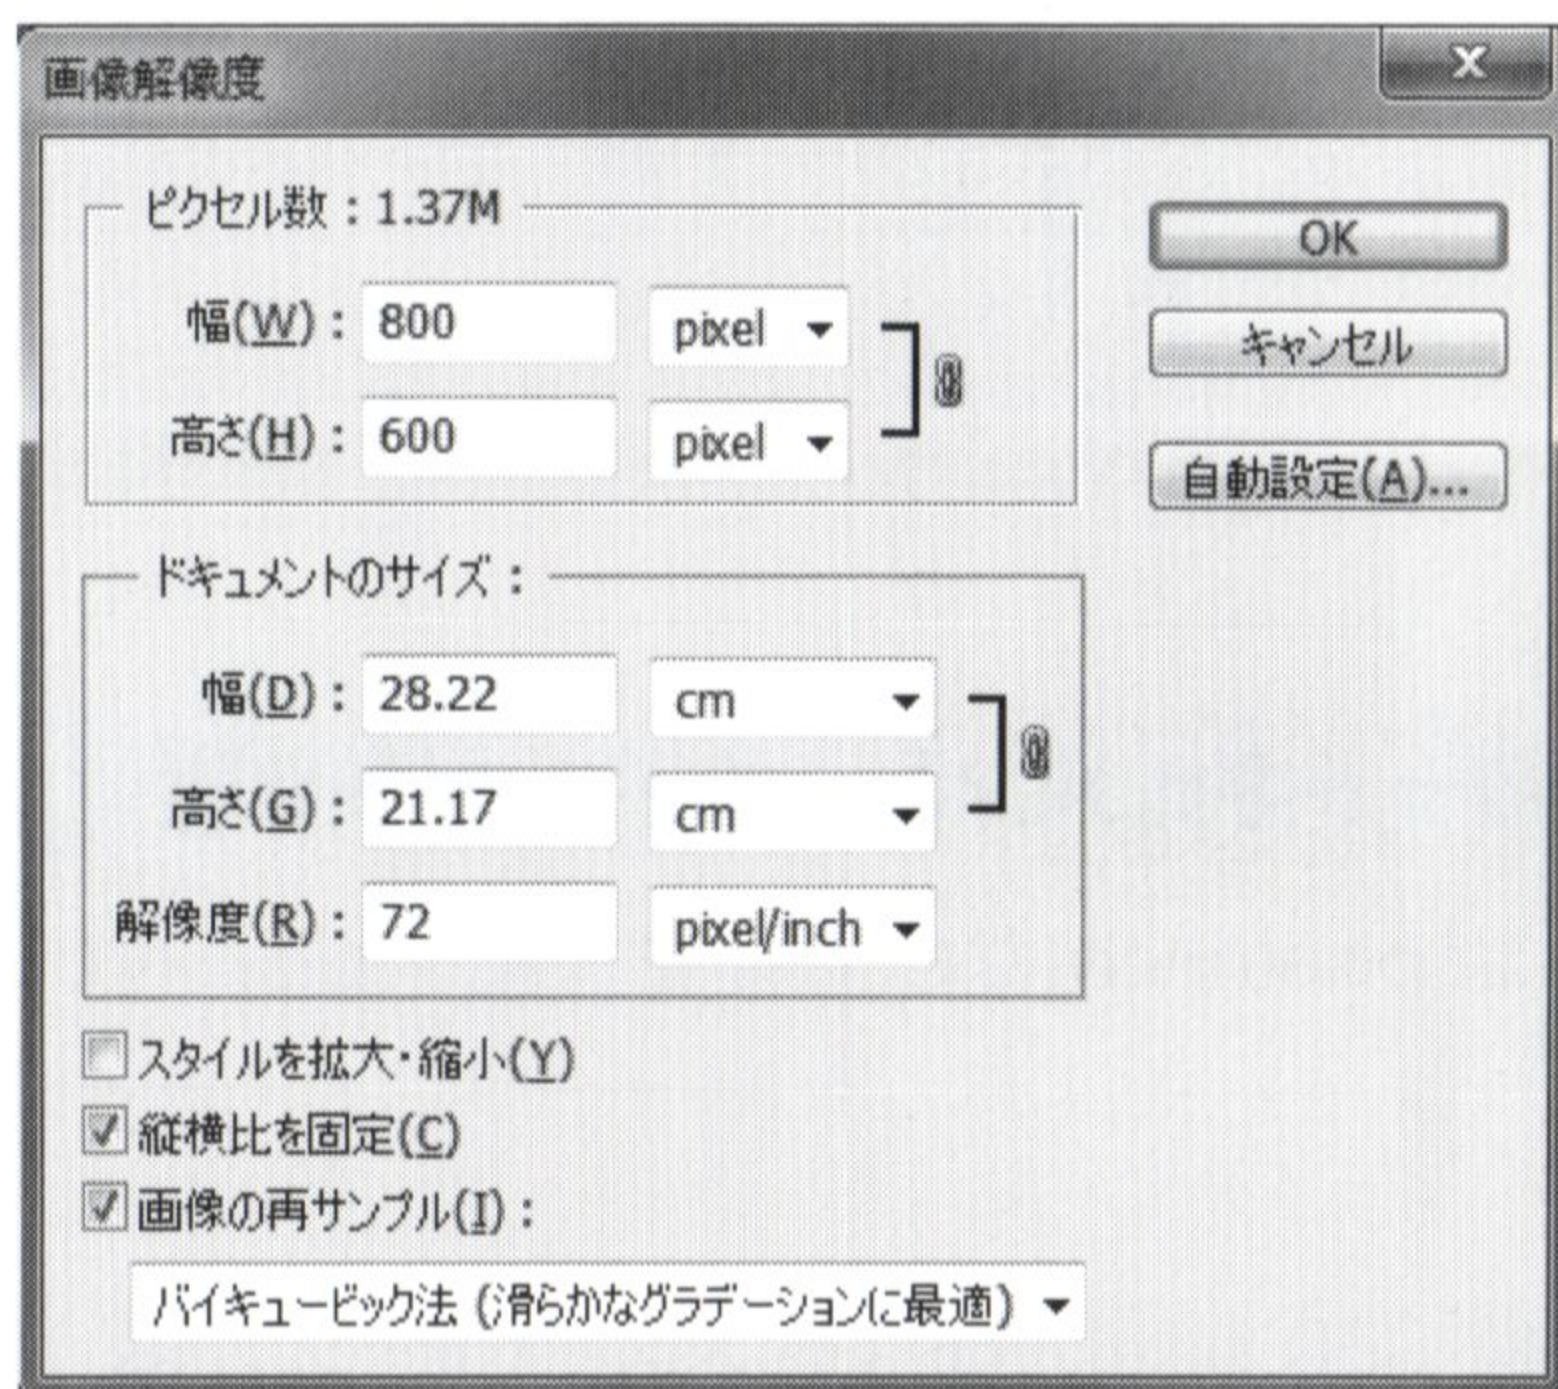 画像解像度
ピクセル数：1.37M
幅(W)： 800 pixel
高さ(H)： 600 pixel
OK
キャンセル
自動設定(A)...
ドキュメントのサイズ：
幅(D)： 28.22 cm
高さ(G)： 21.17 cm
解像度(R)： 72 pixel/inch
スタイルを拡大・縮小(Y)
縦横比を固定(C)
画像の再サンプル(I)：
バイキュービック法 (滑らかなグラデーションに最適)